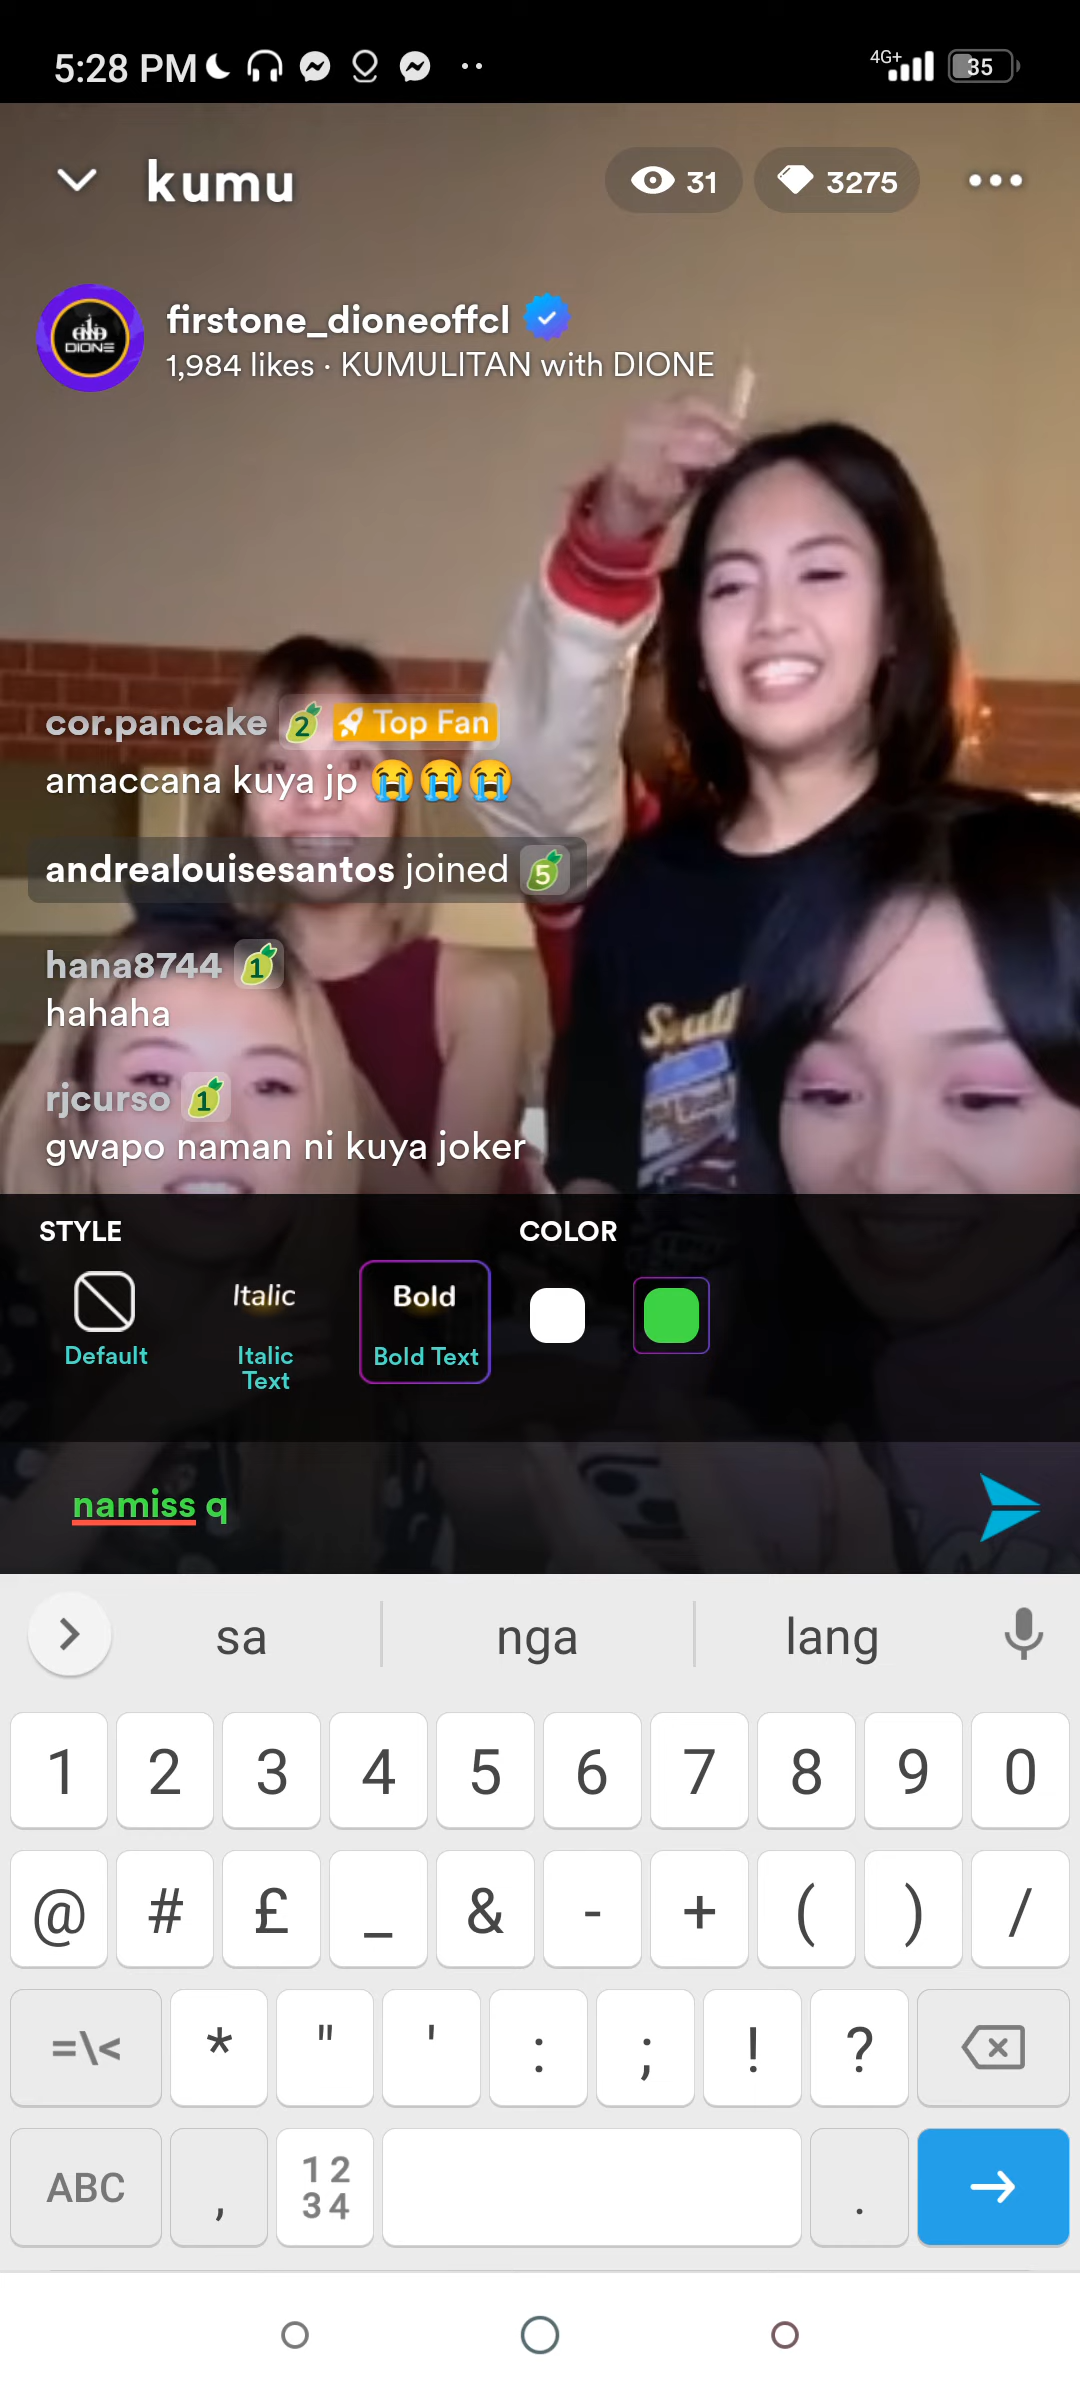 5:28 PM
4G+
35
kumu
31
3275
DIONE
firstone_dioneoffcl
1,984 likes · KUMULITAN with DIONE
cor.pancake 2 Top Fan
amaccana kuya jp 😭😭😭
andrealouisesantos joined 5
hana8744 1
hahaha
rjcurso 1
gwapo naman ni kuya joker
STYLE
COLOR
Italic
Bold
Default
Italic
Text
Bold Text
namiss q
sa
nga
lang
1 2 3 4 5 6 7 8 9 0
@ # £ _ & - + ( ) /
=\< * " ' : ; ! ?
ABC , 12 .
34